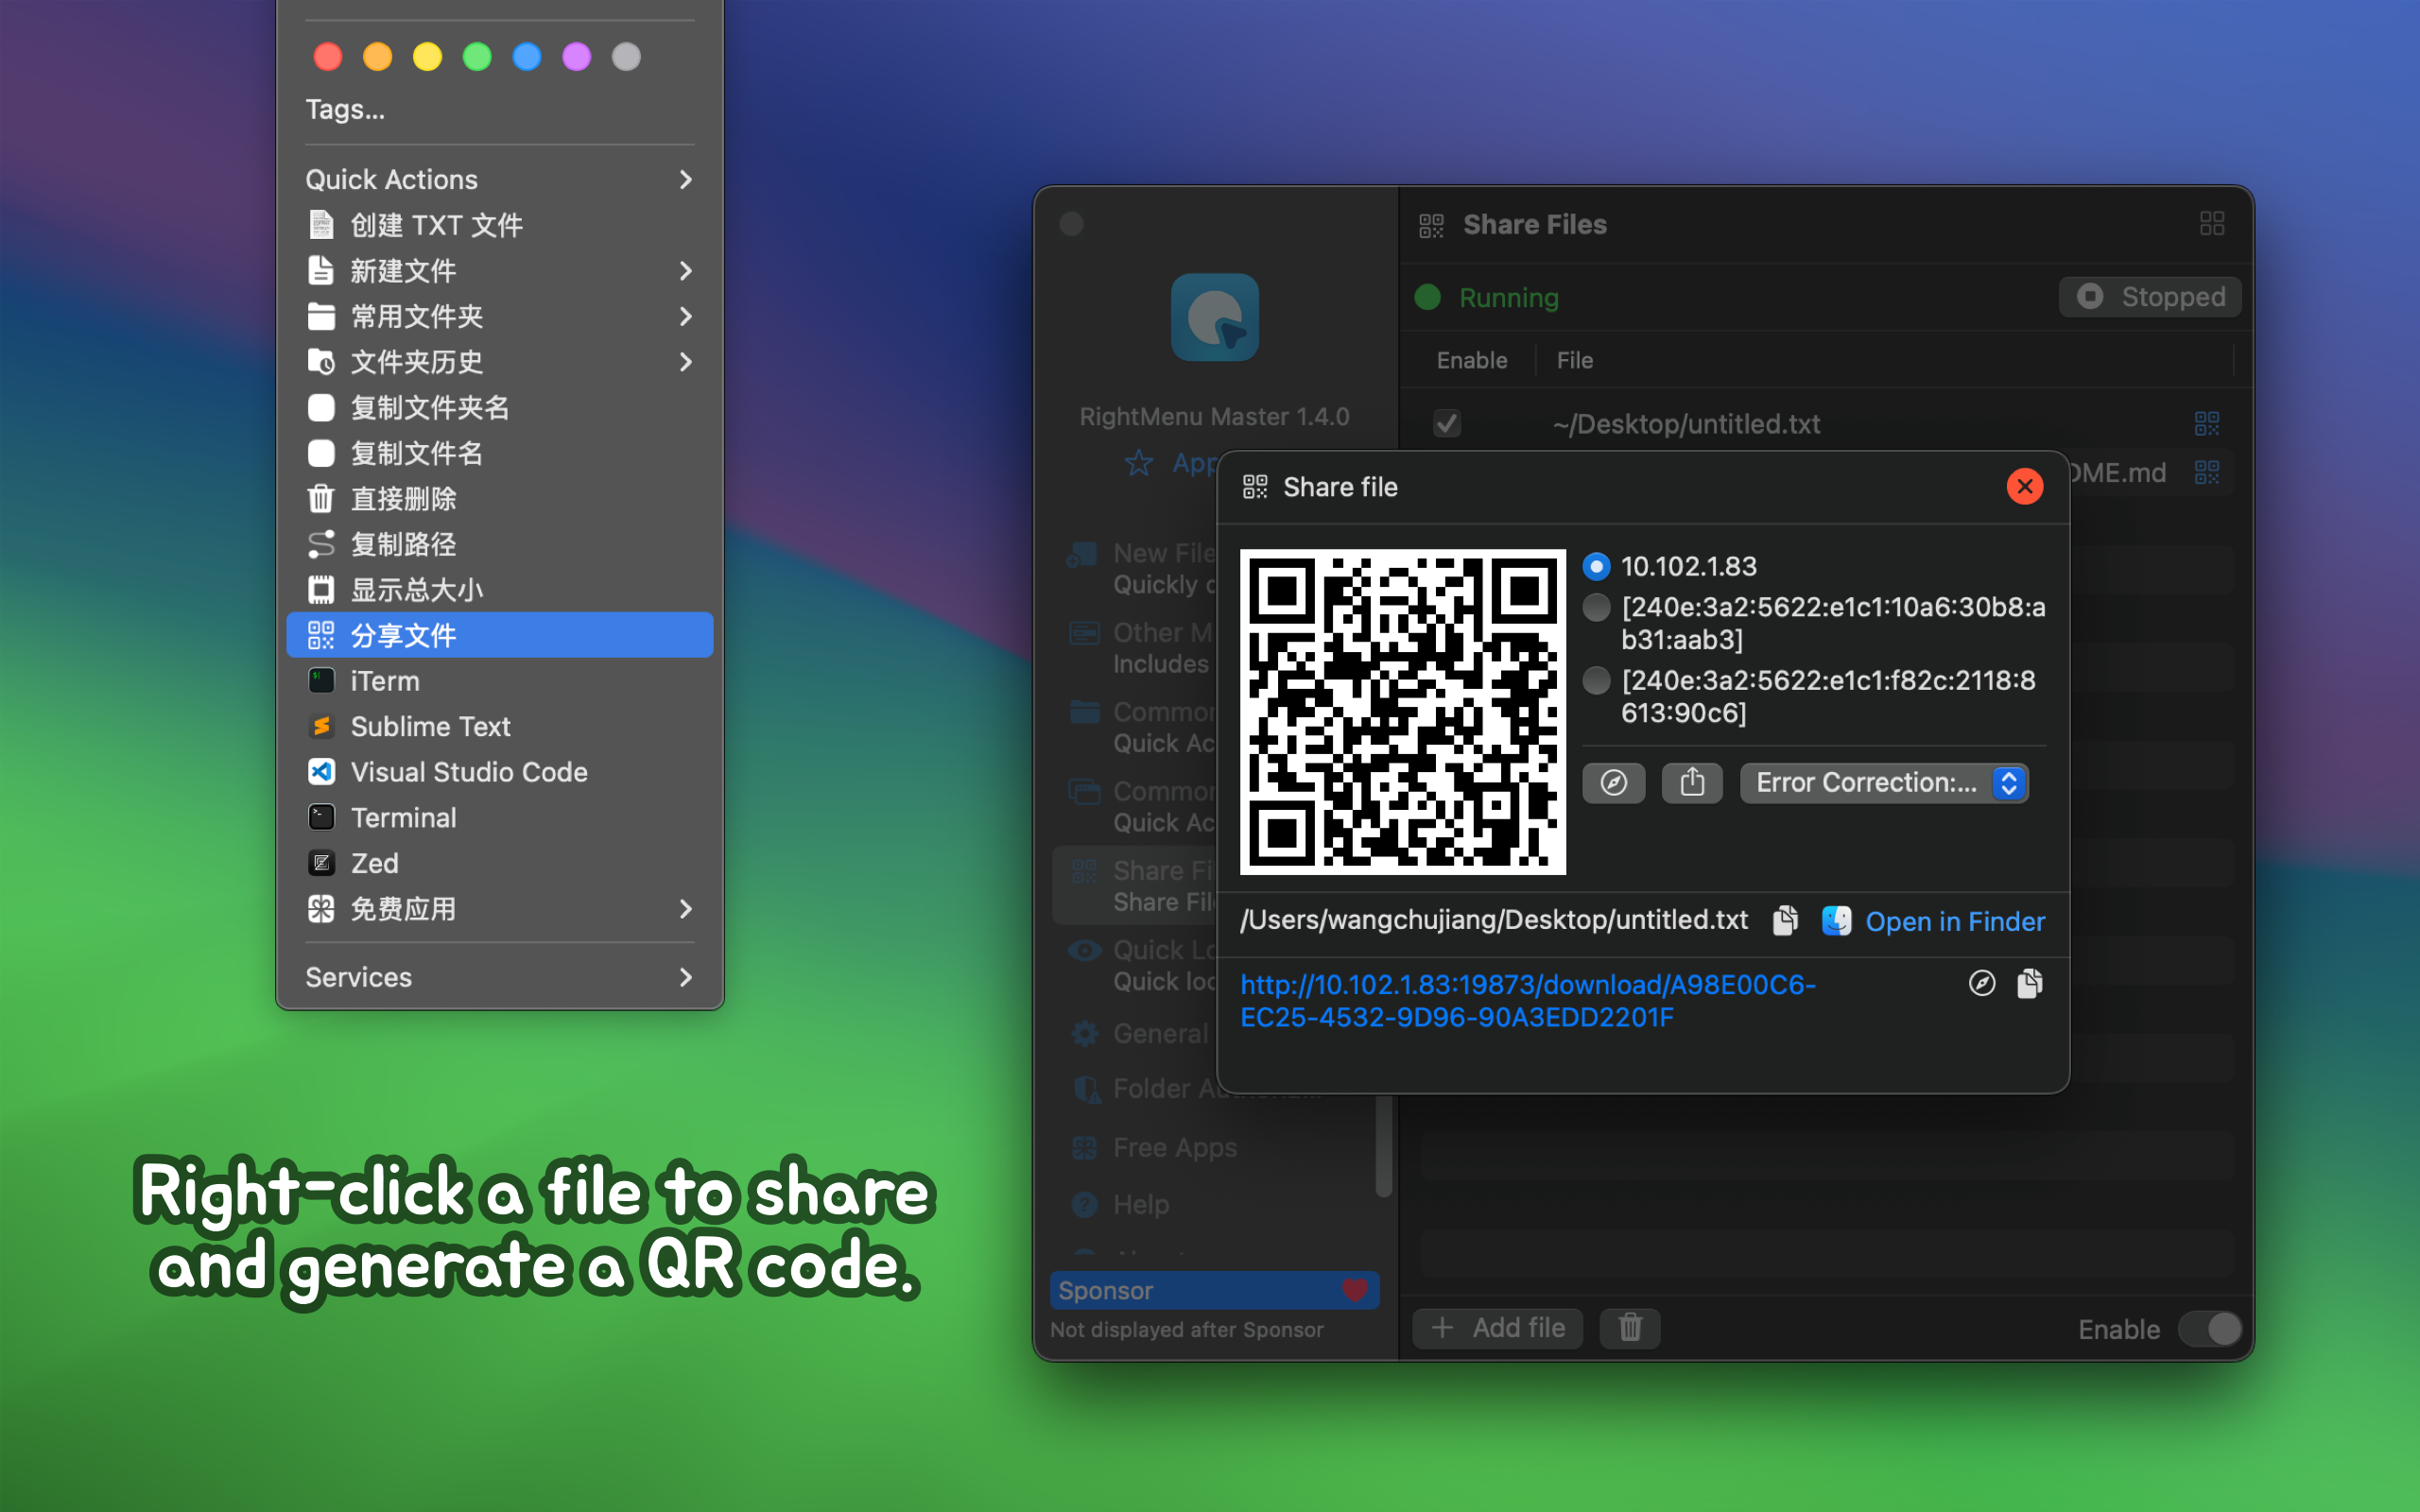 Tags...
Quick Actions
创建 TXT 文件
新建文件
常用文件夹
文件夹历史
复制文件夹名
复制文件名
直接删除
复制路径
显示总大小
分享文件
iTerm
Sublime Text
Visual Studio Code
Terminal
Zed
免费应用
Services
Right-click a file to share
and generate a QR code.
RightMenu Master 1.4.0
App
New File
Quickly
Other M
Includes
Common
Quick Ac
Common
Quick Ac
Share Fi
Share File
Quick Lo
Quick loo
General
Folder
Free Apps
Help
Sponsor
Not displayed after Sponsor
Share Files
Running
Stopped
Enable
File
~/Desktop/untitled.txt
OME.md
Share file
10.102.1.83
[240e:3a2:5622:e1c1:10a6:30b8:a
b31:aab3]
[240e:3a2:5622:e1c1:f82c:2118:8
613:90c6]
Error Correction:...
/Users/wangchujiang/Desktop/untitled.txt
Open in Finder
http://10.102.1.83:19873/download/A98E00C6-
EC25-4532-9D96-90A3EDD2201F
Add file
Enable